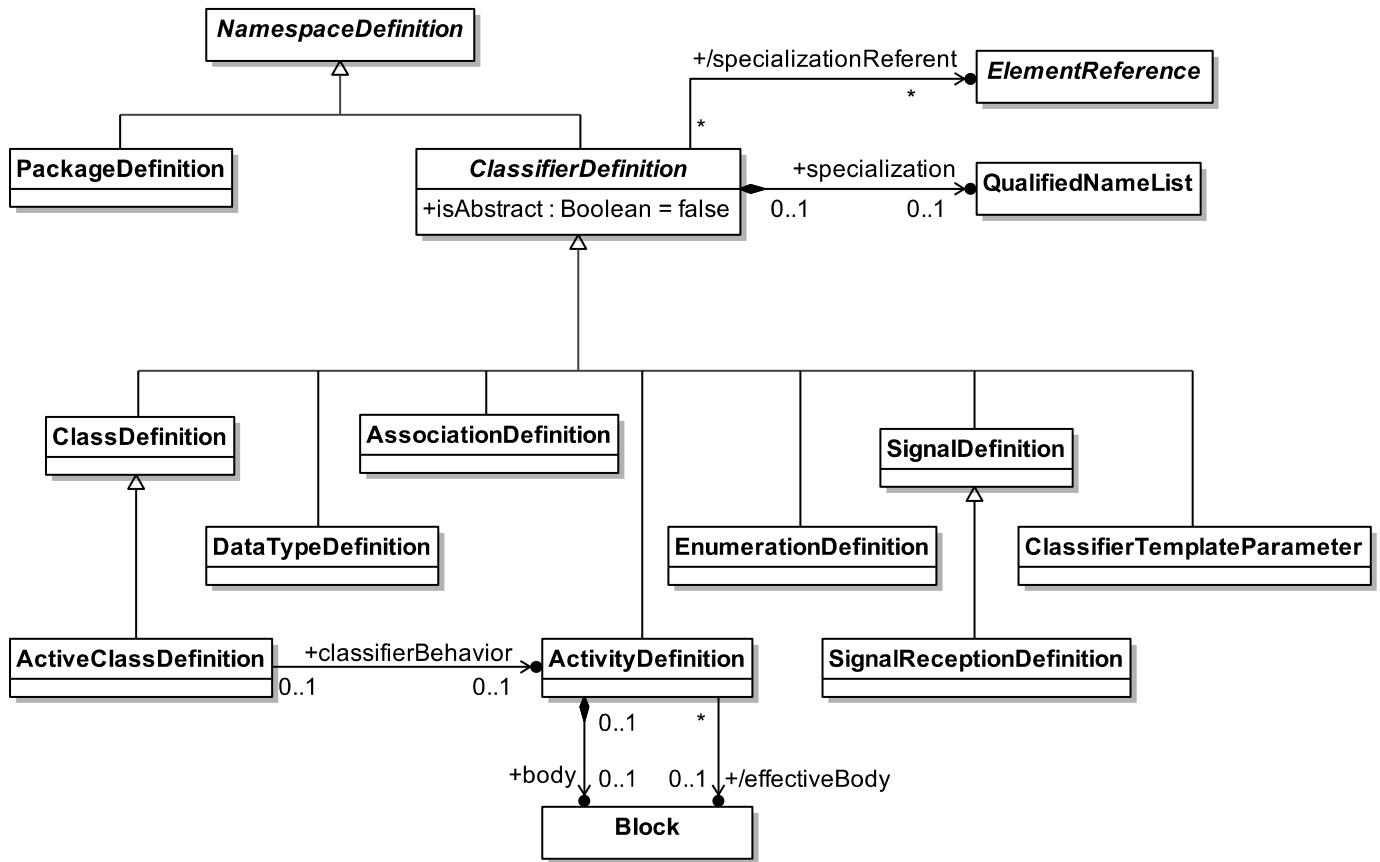 NamespaceDefinition
+/specializationReferent
ElementReference
*
*
PackageDefinition
ClassifierDefinition
+specialization
QualifiedNameList
+isAbstract : Boolean = false
0..1
0..1
ClassDefinition
AssociationDefinition
SignalDefinition
DataTypeDefinition
EnumerationDefinition
ClassifierTemplateParameter
ActiveClassDefinition
+classifierBehavior
ActivityDefinition
SignalReceptionDefinition
0..1
0..1
0..1
*
+body
0..1
0..1
+/effectiveBody
Block